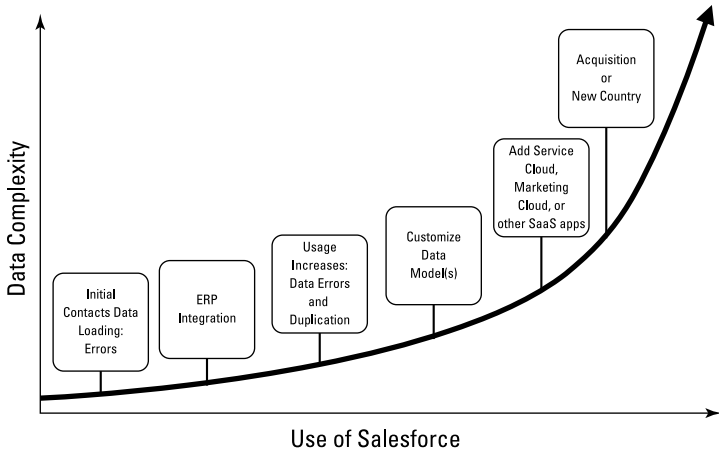 Data Complexity
Acquisition
or
New Country
Add Service
Cloud,
Marketing
Cloud, or
other SaaS apps
Customize
Data
Model(s)
Usage
Increases:
Data Errors
and
Duplication
ERP
Integration
Initial
Contacts Data
Loading:
Errors
Use of Salesforce